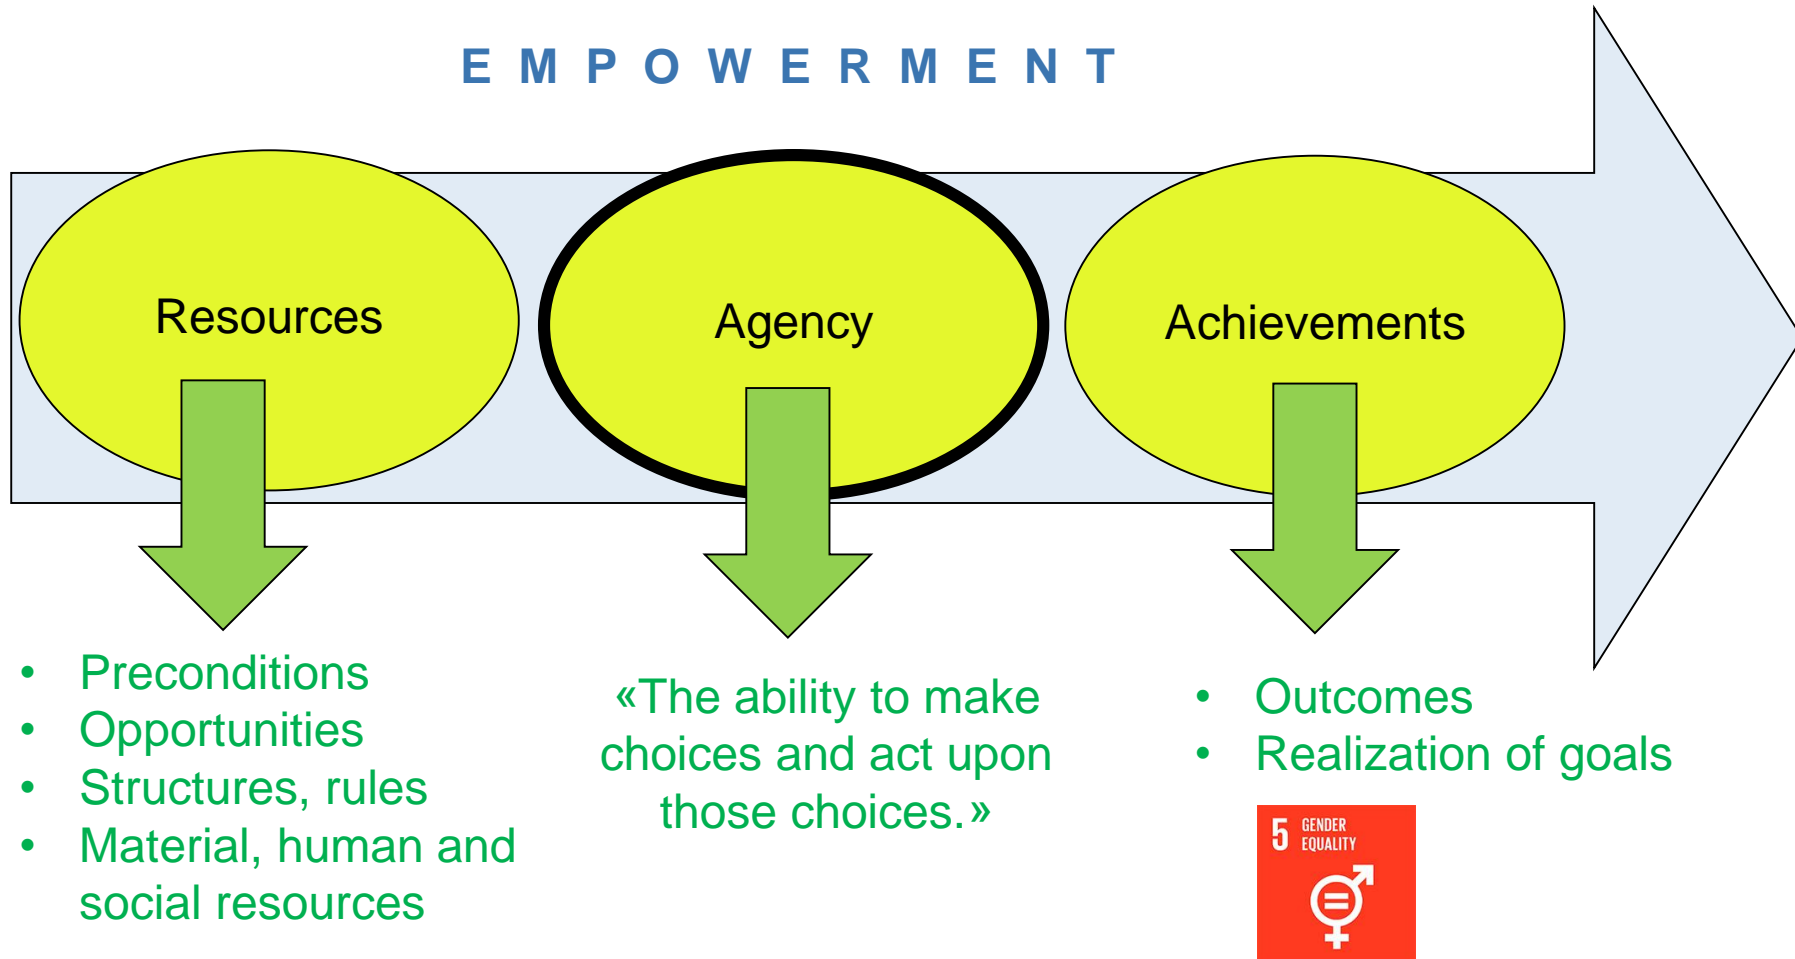 E M P O W E R M E N T
Resources
Agency
Achievements
• Preconditions
• Opportunities
• Structures, rules
• Material, human and
social resources
«The ability to make
choices and act upon
those choices.»
• Outcomes
• Realization of goals
5 GENDER
EQUALITY